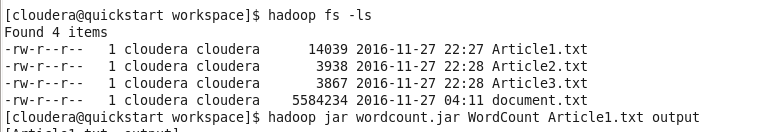 [cloudera@quickstart workspace]$ hadoop fs -ls
Found 4 items
-rw-r--r--   1 cloudera cloudera      14039 2016-11-27 22:27 Article1.txt
-rw-r--r--   1 cloudera cloudera       3938 2016-11-27 22:28 Article2.txt
-rw-r--r--   1 cloudera cloudera       3867 2016-11-27 22:28 Article3.txt
-rw-r--r--   1 cloudera cloudera    5584234 2016-11-27 04:11 document.txt
[cloudera@quickstart workspace]$ hadoop jar wordcount.jar WordCount Article1.txt output
[Article1.txt, output]